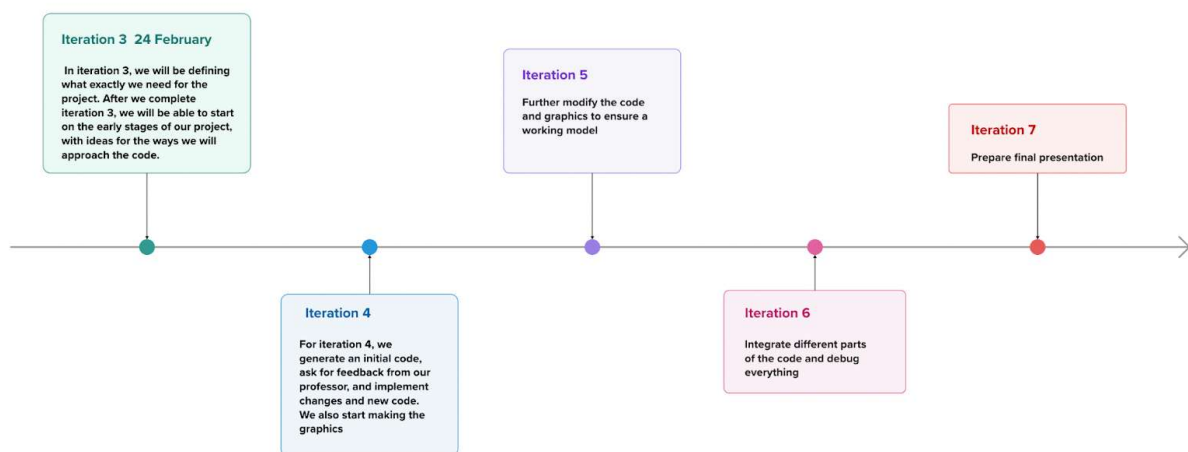 Iteration 3 24 February
In iteration 3, we will be defining
what exactly we need for the
project. After we complete
iteration 3, we will be able to start
on the early stages of our project,
with ideas for the ways we will
approach the code.
Iteration 4
For iteration 4, we
generate an initial code,
ask for feedback from our
professor, and implement
changes and new code.
We also start making the
graphics
Iteration 5
Further modify the code
and graphics to ensure a
working model
Iteration 6
Integrate different parts
of the code and debug
everything
Iteration 7
Prepare final presentation